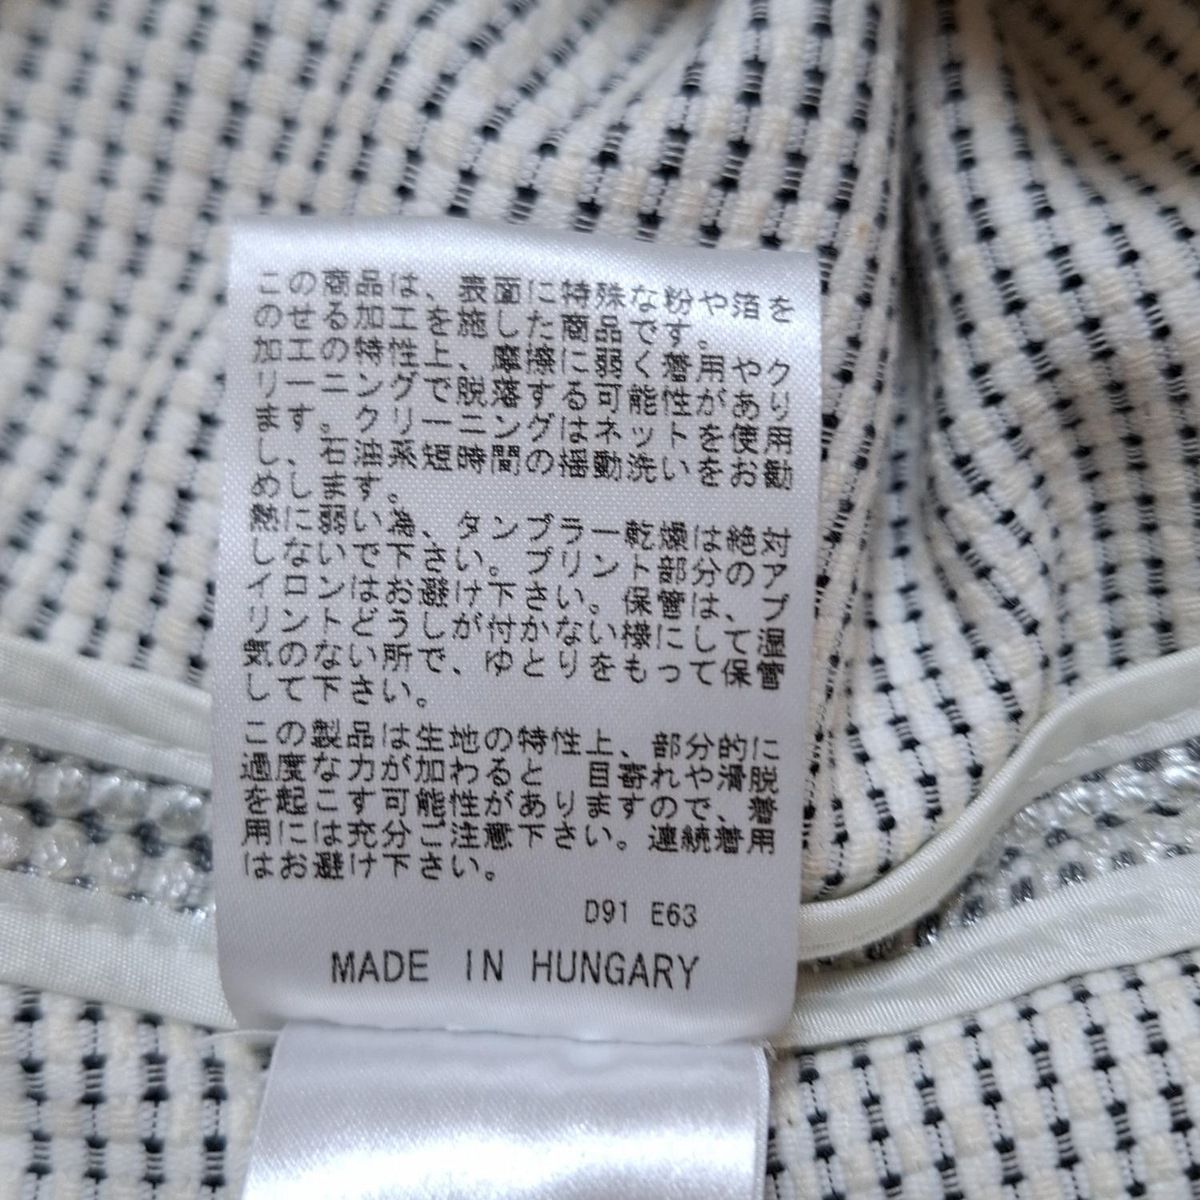 この商品は、表面に特殊な粉や箔を
のせる加工を施した商品です。
加工の特性上、摩擦に弱く着用やク
リーニングで脱落する可能性があり
ます。クリーニングはネットを使用
し、石油系短時間の揺動洗いをお勧
めします。
熱に弱い為、タンブラー乾燥は絶対
しないで下さい。プリント部分のア
イロンはお避け下さい。保管は、プ
リントどうしが付かない様にして湿
気のない所で、ゆとりをもって保管
して下さい。
この製品は生地の特性上、部分的に
過度な力が加わると 目寄れや滑脱
を起こす可能性がありますので、着
用には充分ご注意下さい。連続着用
はお避け下さい。
D91 E63
MADE IN HUNGARY